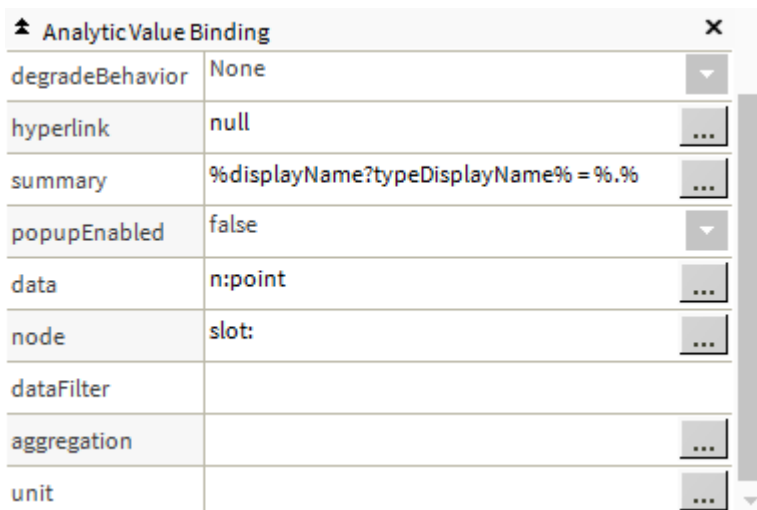 Analytic Value Binding
degradeBehavior None
hyperlink null ...
summary %displayName?typeDisplayName% = %.% ...
popupEnabled false
data n:point ...
node slot: ...
dataFilter
aggregation ...
unit ...